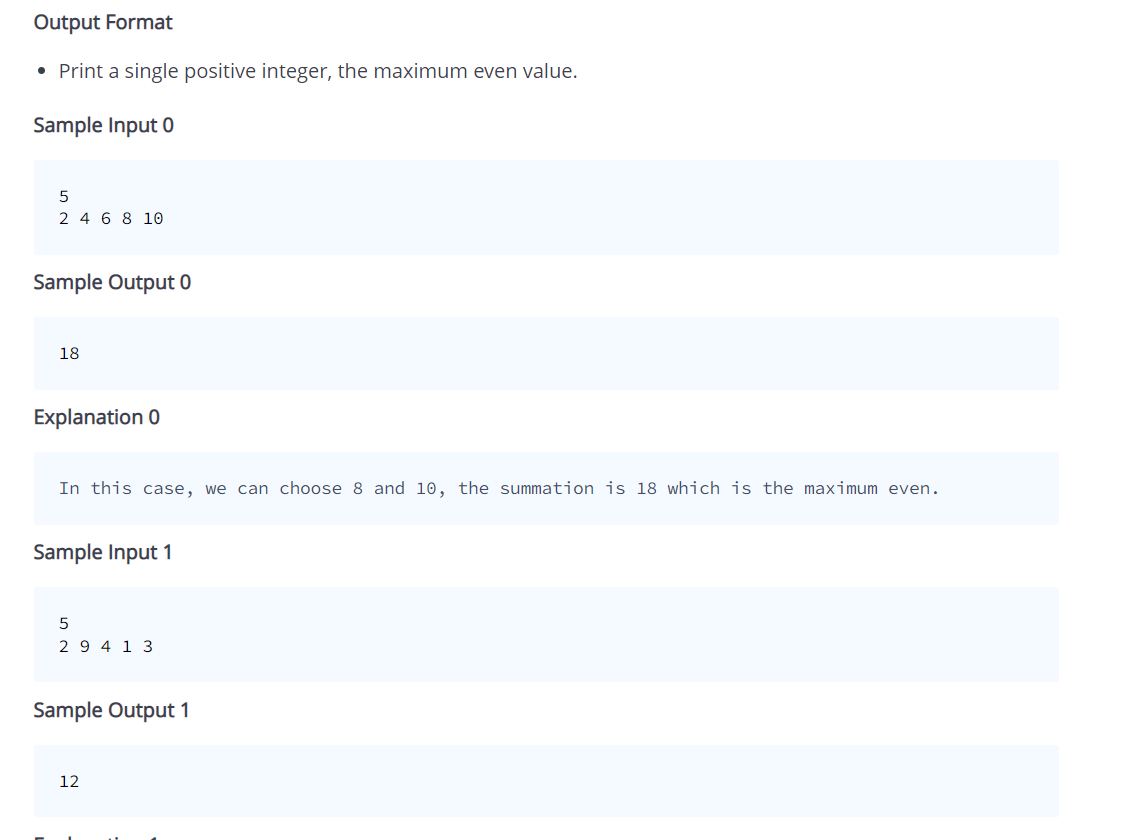 Output Format
• Print a single positive integer, the maximum even value.
Sample Input 0
5
2 4 6 8 10
Sample Output 0
18
Explanation 0
In this case, we can choose 8 and 10, the summation is 18 which is the maximum even.
Sample Input 1
5
2 9 4 1 3
Sample Output 1
12